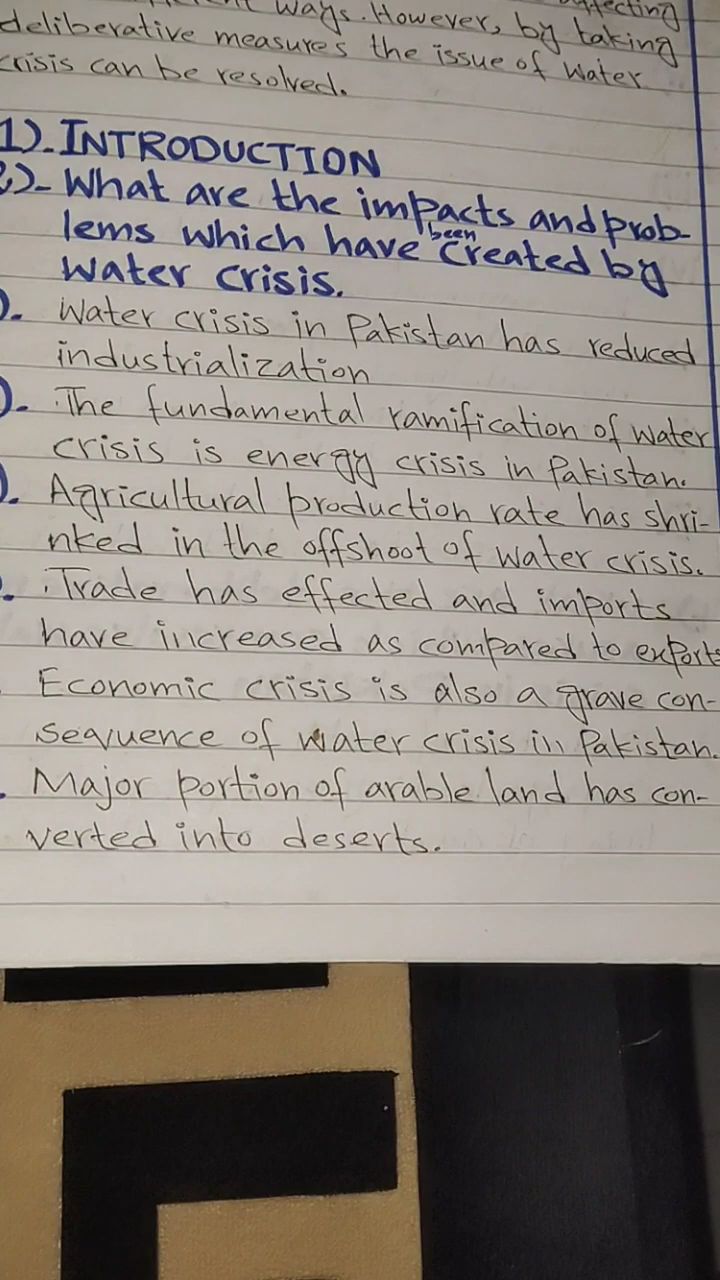 ways. However, by taking
deliberative measures the issue of water
crisis can be resolved.
1). INTRODUCTION
2)- What are the impacts and prob-
lems which have been created by
water crisis.
Water crisis in Pakistan has reduced
industrialization
The fundamental ramification of water
crisis is energy crisis in Pakistan.
Agricultural production rate has shri-
nked in the offshoot of water crisis.
Trade has effected and imports
have increased as compared to exports
Economic crisis is also a grave con-
sequence of water crisis in Pakistan.
Major portion of arable land has con-
verted into deserts.